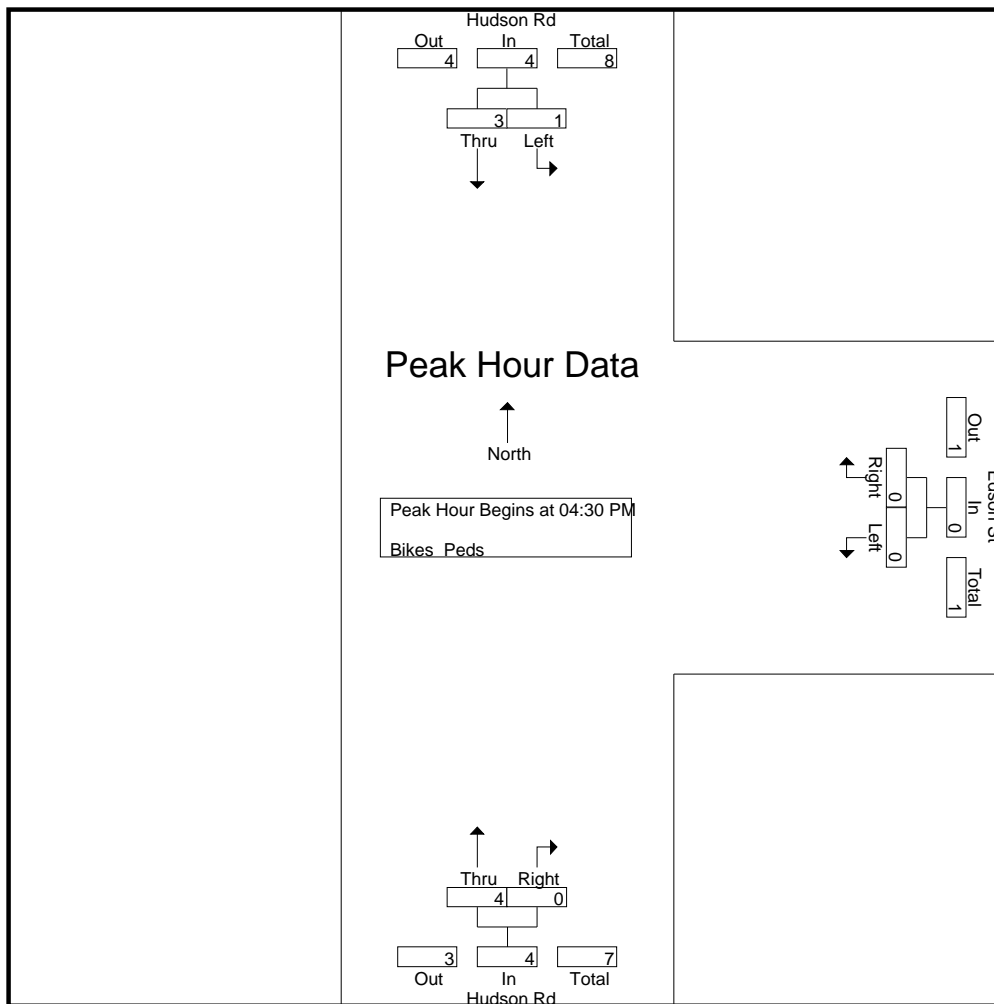 Hudson Rd
Out In Total
4 4 8
3 1
Thru Left
Peak Hour Data
North
Peak Hour Begins at 04:30 PM
Bikes Peds
Right Left
0 0
Out In Total
1 0 1
Thru Right
4 0
3 4 7
Out In Total
Hudson Rd